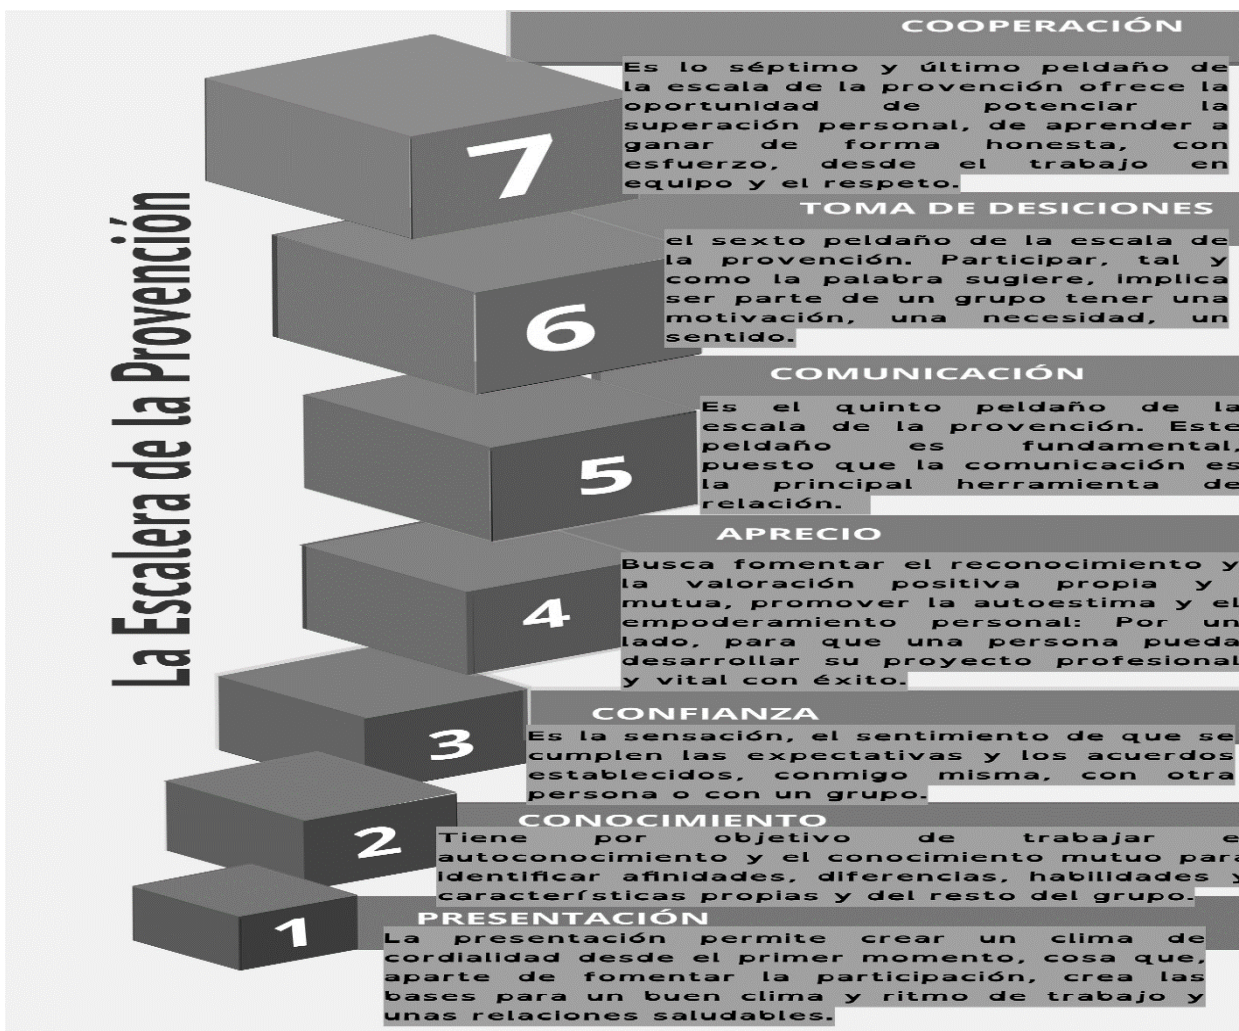 La Escalera de la Provención
7
COOPERACIÓN
Es lo séptimo y último peldaño de
la escala de la provención ofrece la
oportunidad de potenciar la
superación personal, de aprender a
ganar de forma honesta, con
esfuerzo, desde el trabajo en
equipo y el respeto.
6
TOMA DE DESICIONES
el sexto peldaño de la escala de
la provención. Participar, tal y
como la palabra sugiere, implica
ser parte de un grupo tener una
motivación, una necesidad, un
sentido.
5
COMUNICACIÓN
Es el quinto peldaño de la
escala de la provención. Este
peldaño es fundamental,
puesto que la comunicación es
la principal herramienta de
relación.
4
APRECIO
Busca fomentar el reconocimiento y
la valoración positiva propia y
mutua, promover la autoestima y el
empoderamiento personal: Por un
lado, para que una persona pueda
desarrollar su proyecto profesional
y vital con éxito.
3
CONFIANZA
Es la sensación, el sentimiento de que se
cumplen las expectativas y los acuerdos
establecidos, conmigo misma, con otra
persona o con un grupo.
2
CONOCIMIENTO
Tiene por objetivo de trabajar e
autoconocimiento y el conocimiento mutuo para
identificar afinidades, diferencias, habilidades y
características propias y del resto del grupo.
1
PRESENTACIÓN
La presentación permite crear un clima de
cordialidad desde el primer momento, cosa que,
aparte de fomentar la participación, crea las
bases para un buen clima y ritmo de trabajo y
unas relaciones saludables.